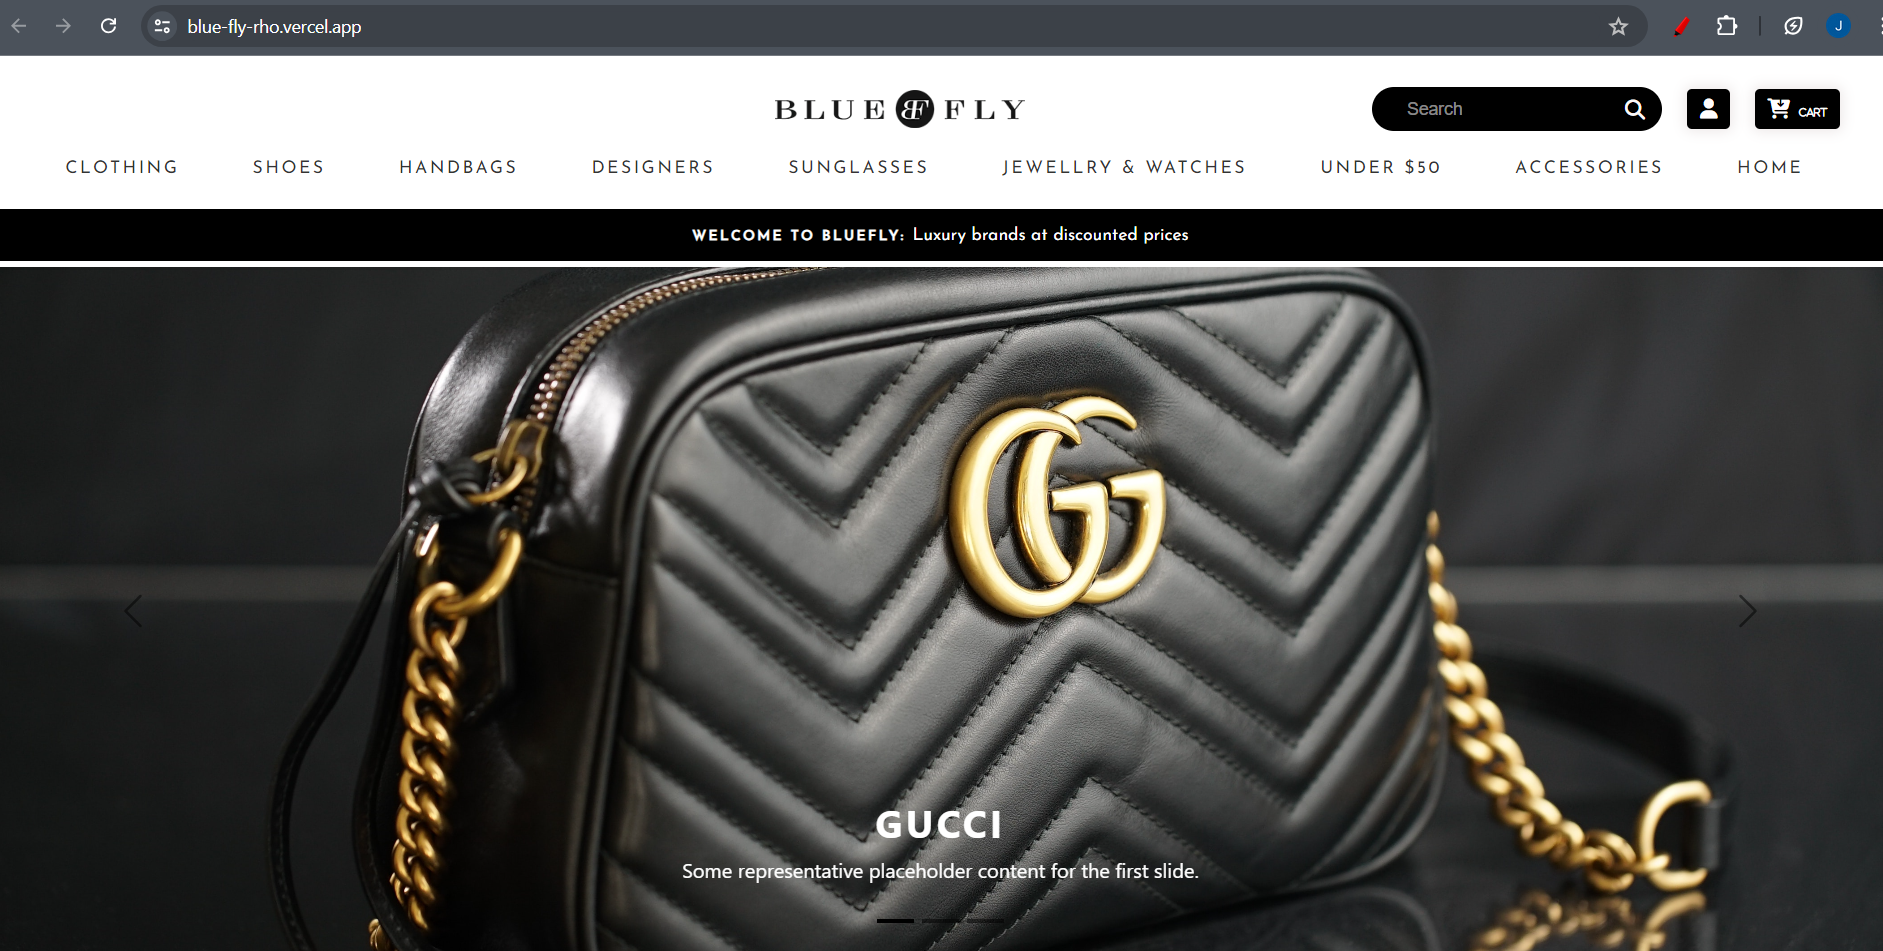 blue-fly-rho.vercel.app
J
BLUE BF FLY
Search
CART
CLOTHING SHOES HANDBAGS DESIGNERS SUNGLASSES JEWELLRY & WATCHES UNDER $50 ACCESSORIES HOME
WELCOME TO BLUEFLY: Luxury brands at discounted prices
GG
GUCCI
Some representative placeholder content for the first slide.